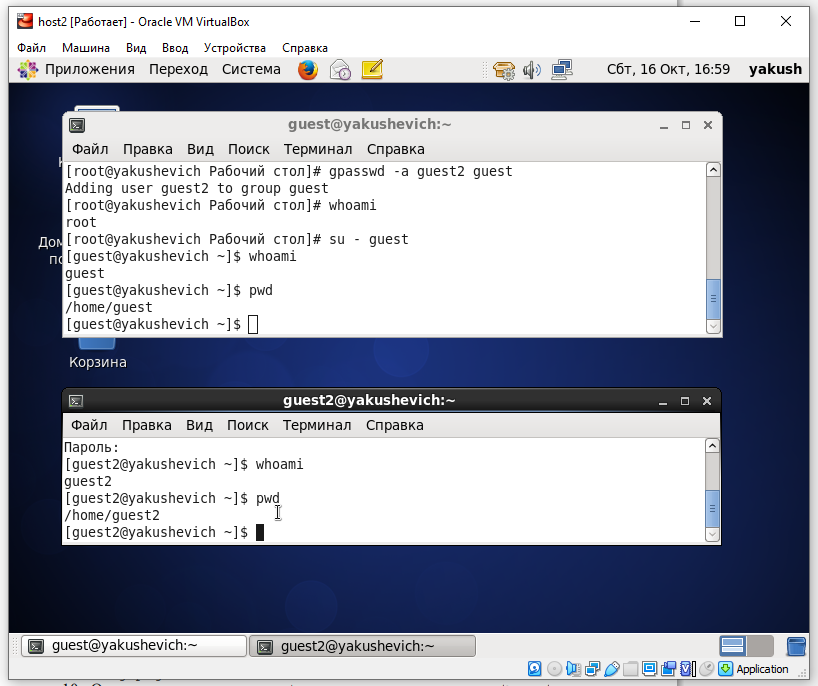 host2 [Работает] - Oracle VM VirtualBox
Файл Машина Вид Ввод Устройства Справка
Приложения Переход Система Сбт, 16 Окт, 16:59 yakush
guest@yakushevich:~
Файл Правка Вид Поиск Терминал Справка
[root@yakushevich Рабочий стол]# gpasswd -a guest2 guest
Adding user guest2 to group guest
[root@yakushevich Рабочий стол]# whoami
root
[root@yakushevich Рабочий стол]# su - guest
[guest@yakushevich ~]$ whoami
guest
[guest@yakushevich ~]$ pwd
/home/guest
[guest@yakushevich ~]$
Корзина
guest2@yakushevich:~
Файл Правка Вид Поиск Терминал Справка
Пароль:
[guest2@yakushevich ~]$ whoami
guest2
[guest2@yakushevich ~]$ pwd
/home/guest2
[guest2@yakushevich ~]$
guest@yakushevich:~ guest2@yakushevich:~
Application